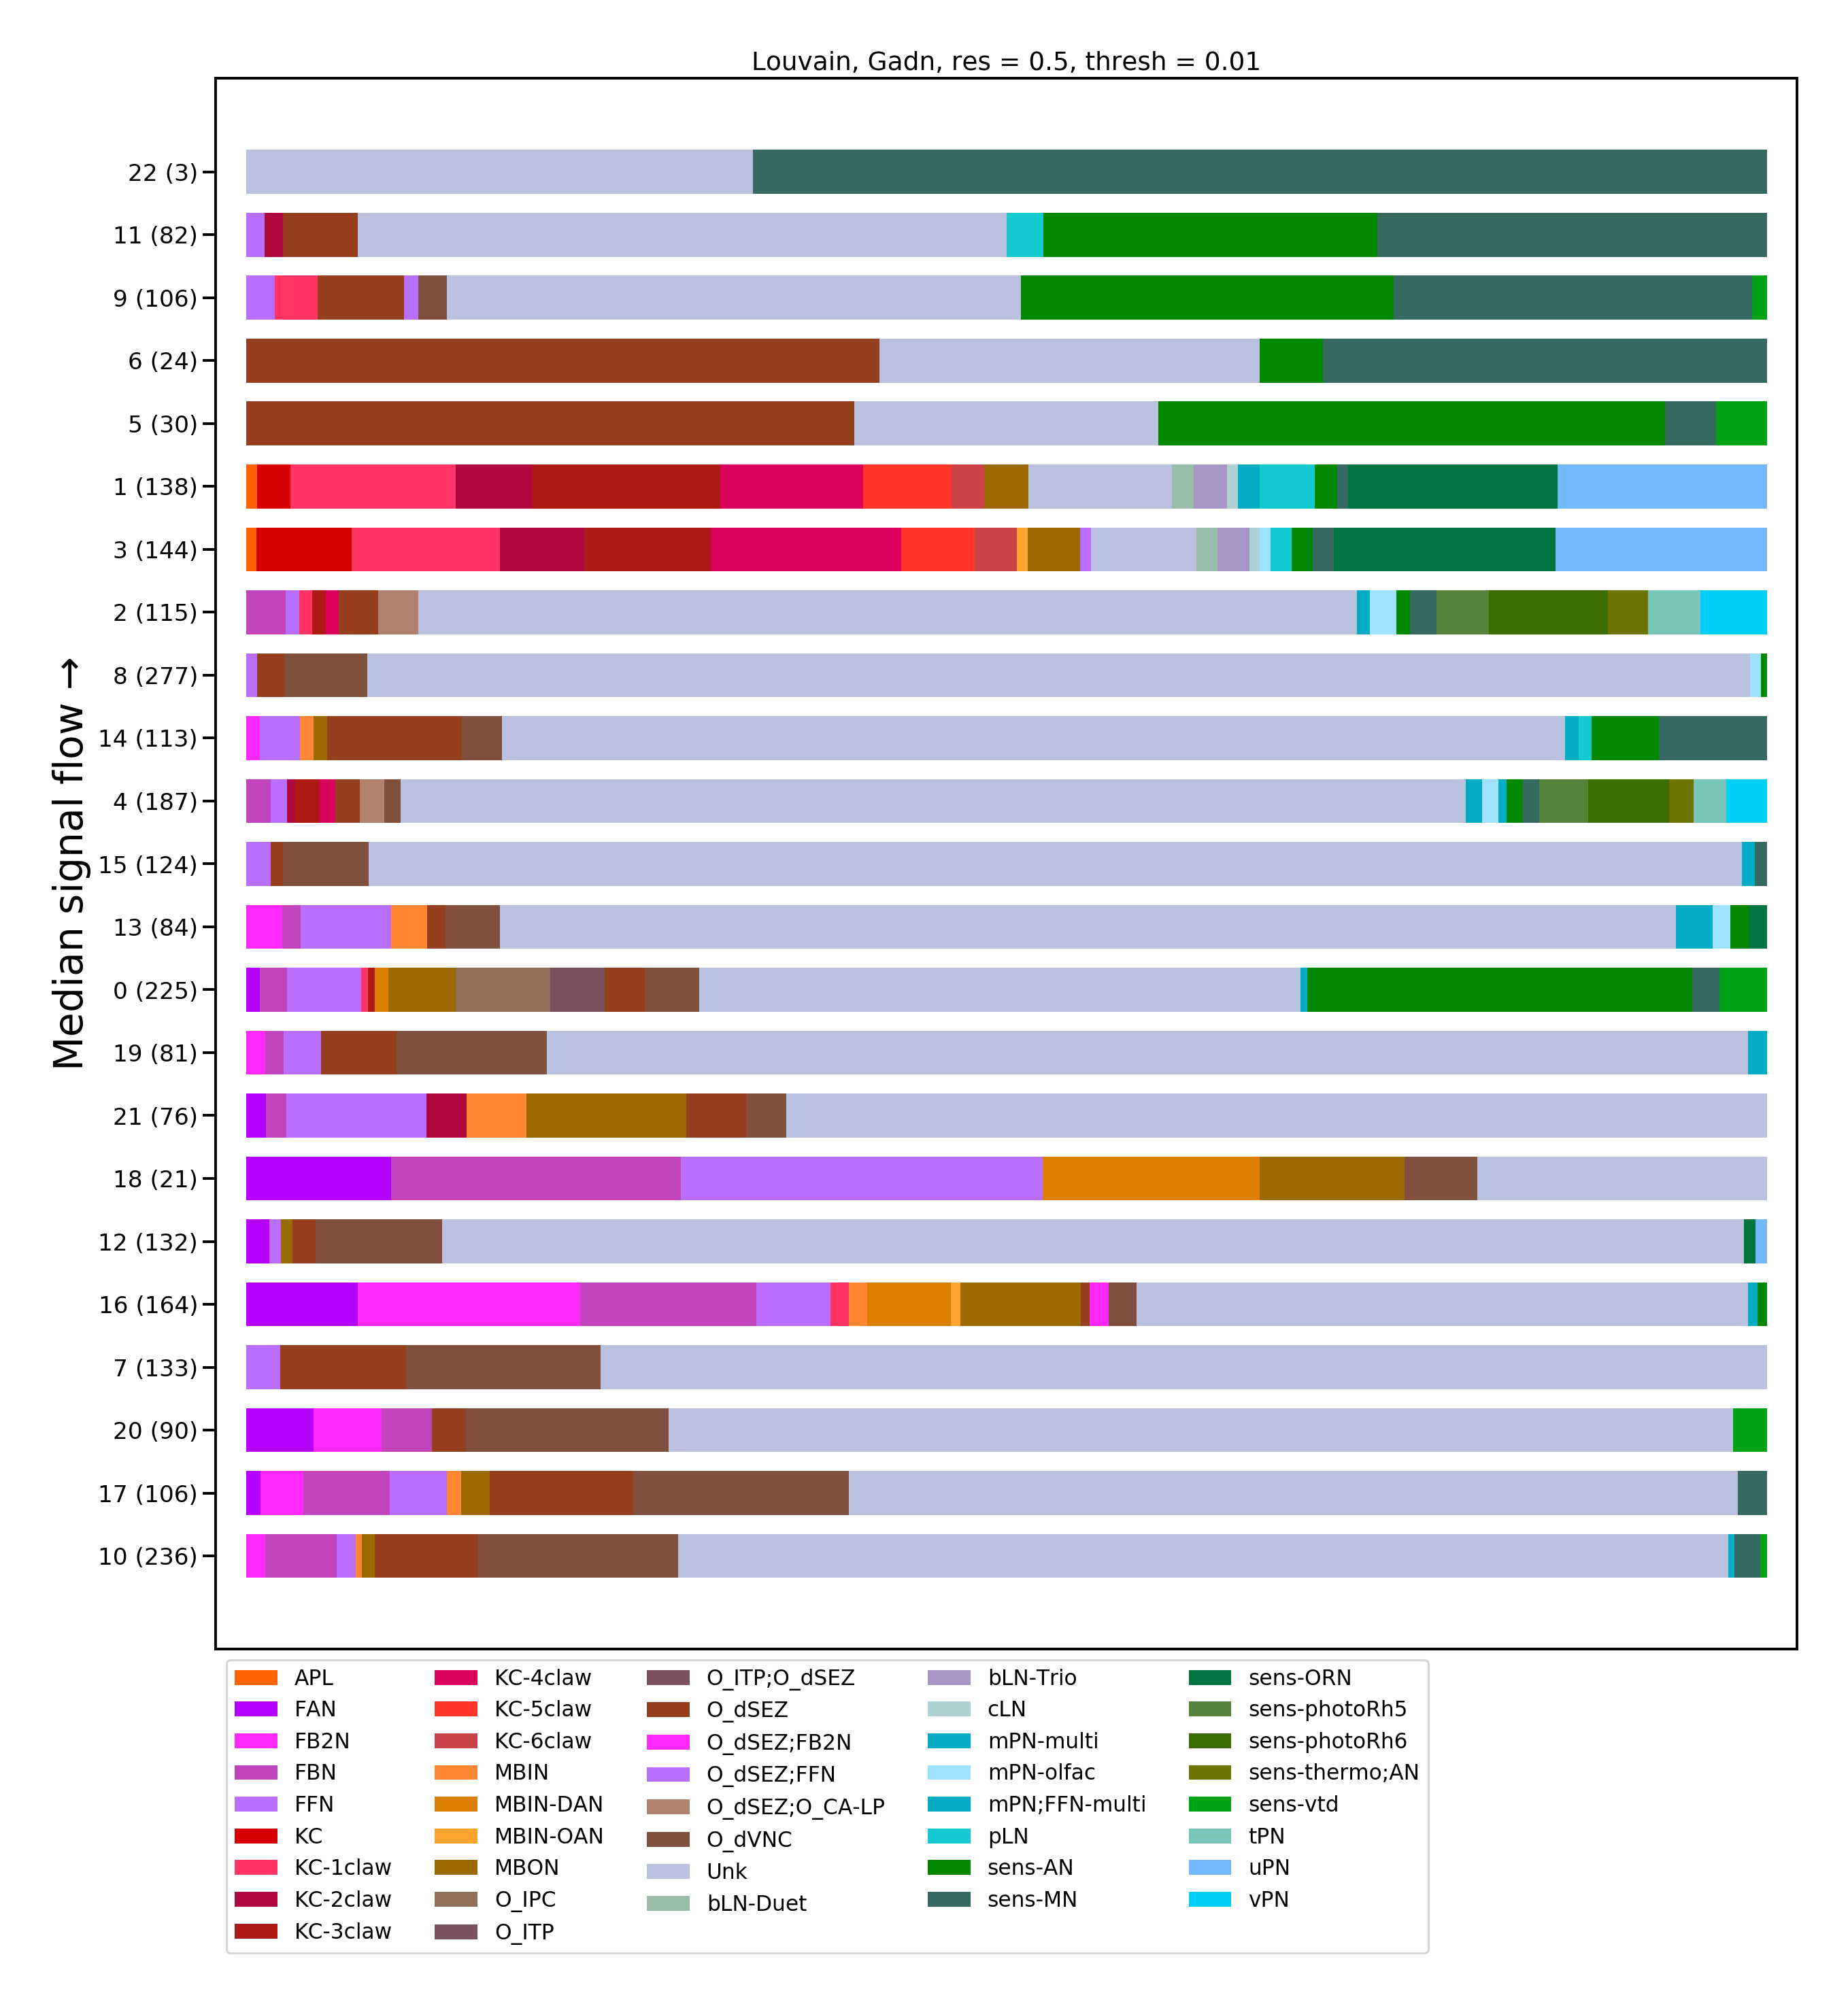 Louvain, Gadn, res = 0.5, thresh = 0.01
Median signal flow →
22 (3)
11 (82)
9 (106)
6 (24)
5 (30)
1 (138)
3 (144)
2 (115)
8 (277)
14 (113)
4 (187)
15 (124)
13 (84)
0 (225)
19 (81)
21 (76)
18 (21)
12 (132)
16 (164)
7 (133)
20 (90)
17 (106)
10 (236)
APL
FAN
FB2N
FBN
FFN
KC
KC-1claw
KC-2claw
KC-3claw
KC-4claw
KC-5claw
KC-6claw
MBIN
MBIN-DAN
MBIN-OAN
MBON
O_IPC
O_ITP
O_ITP;O_dSEZ
O_dSEZ
O_dSEZ;FB2N
O_dSEZ;FFN
O_dSEZ;O_CA-LP
O_dVNC
Unk
bLN-Duet
bLN-Trio
cLN
mPN-multi
mPN-olfac
mPN;FFN-multi
pLN
sens-AN
sens-MN
sens-ORN
sens-photoRh5
sens-photoRh6
sens-thermo;AN
sens-vtd
tPN
uPN
vPN